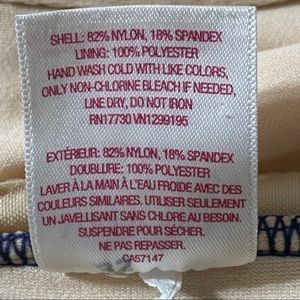 SHELL: 82% NYLON, 18% SPANDEX
LINING: 100% POLYESTER
HAND WASH COLD WITH LIKE COLORS,
ONLY NON-CHLORINE BLEACH IF NEEDED,
LINE DRY, DO NOT IRON
RN17730 VN1299195
EXTÉRIEUR: 82% NYLON, 18% SPANDEX
DOUBLURE: 100% POLYESTER
LAVER À LA MAIN À L'EAU FROIDE AVEC DES
COULEURS SIMILAIRES. UTILISER SEULEMENT
UN JAVELLISANT SANS CHLORE AU BESOIN.
SUSPENDRE POUR SÉCHER.
NE PAS REPASSER.
CA57147